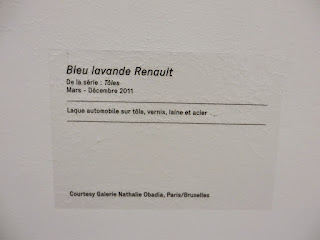 Bleu lavande Renault
De la série : Tôles
Mars - Décembre 2011
Laque automobile sur tôle, vernis, laine et acier
Courtesy Galerie Nathalie Obadia, Paris/Bruxelles